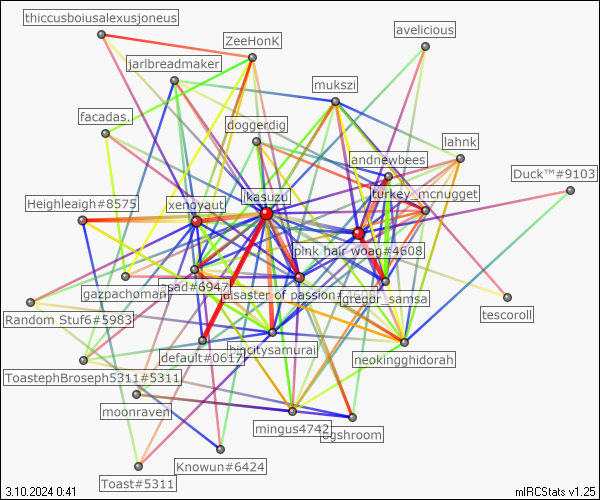 thiccusboiusalexusjoneus
avelicious
ZeeHonK
jarlbreadmaker
mukszi
facadas.
doggerdig
lahnk
andnewbees
Duck™#9103
turkey_mcnugget
ikasuzu
xenoyaut
Heighleaigh#8575
pink hair woag#4608
asad#6947
disaster of passion
gregor_samsa
gazpachoman
tescoroll
Random Stuf6#5983
bigcitysamurai
default#0617
neokingghidorah
ToastephBroseph5311#5311
moonraven
mingus4742
ogshroom
Knowun#6424
Toast#5311
3.10.2024 0:41
mIRCStats v1.25